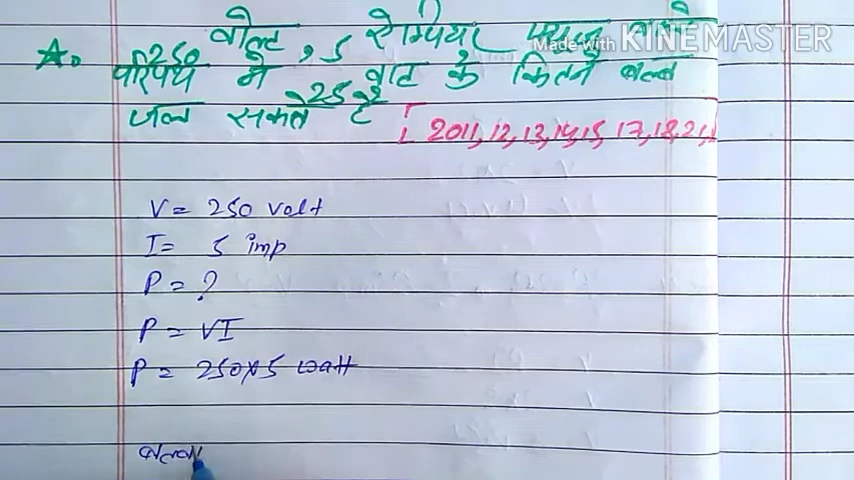 Made with KINEMASTER
★. 250 वोल्ट, 5 ऐम्पियर फ्यूज वाले
परिपथ में 25 वाट के कितने बल्ब
जल सकते है
[2011, 12, 13, 14, 15, 17, 18, 21,]
V = 250 volt
I = 5 imp
P = ?
P = VI
P = 250×5 watt
बल्ब